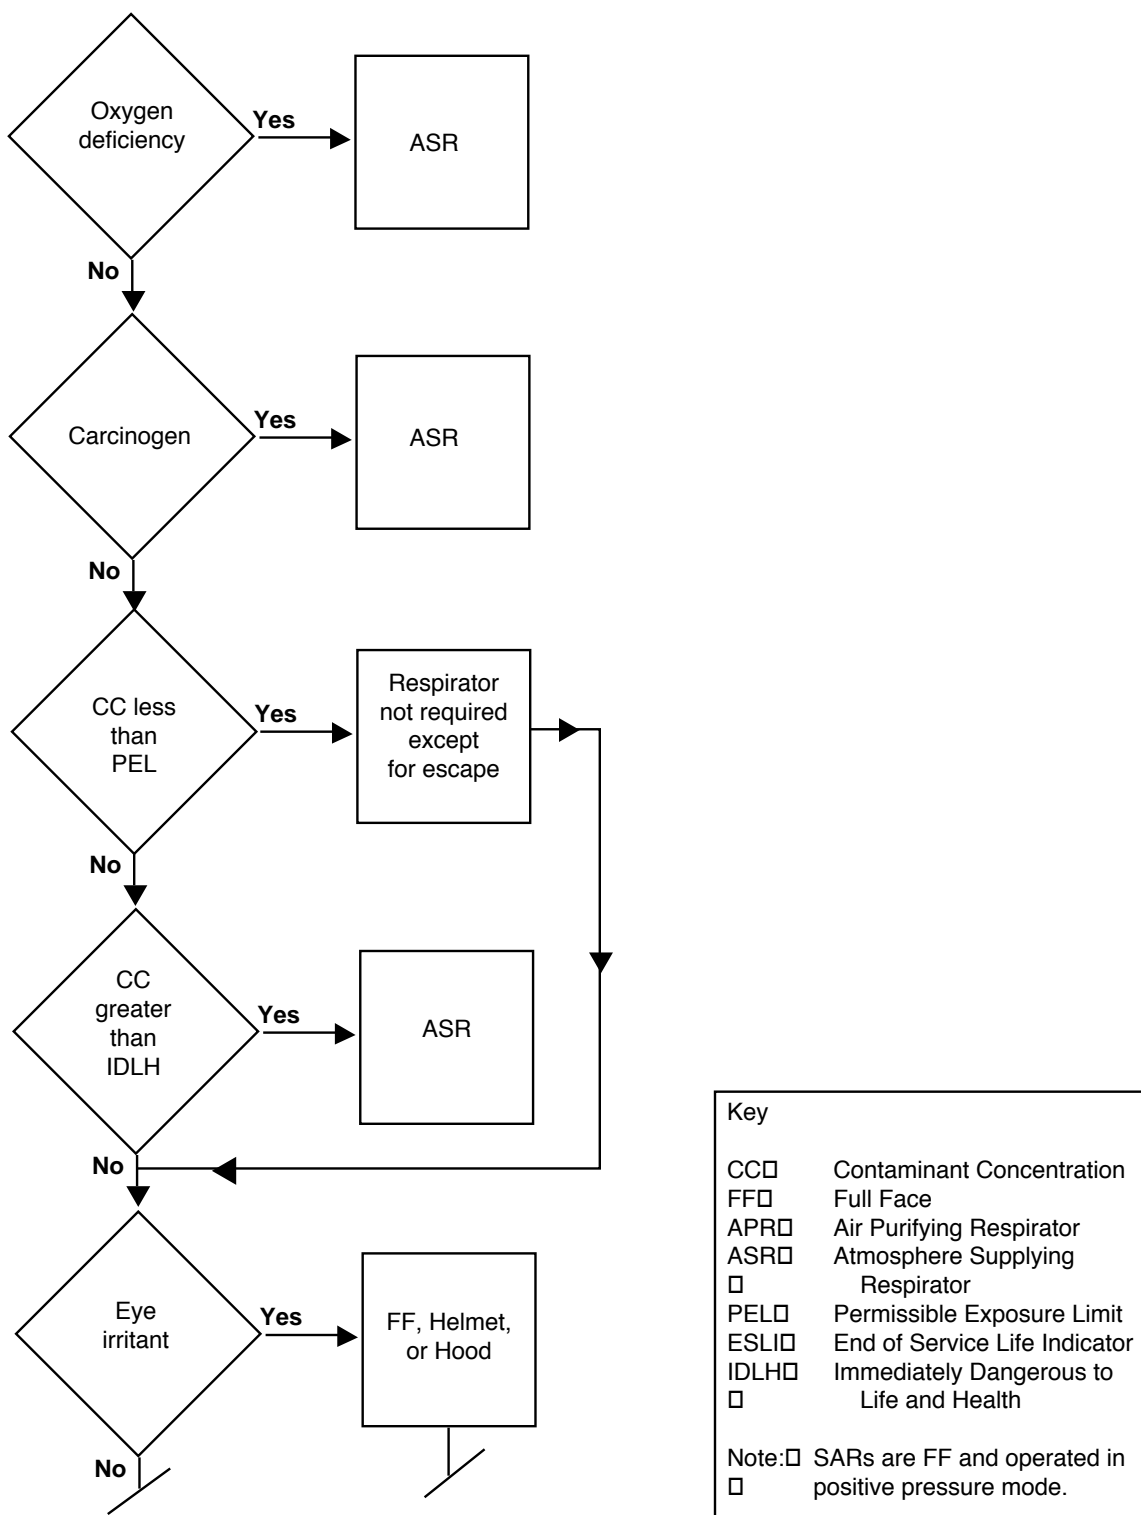 Oxygen
deficiency
Yes
ASR
No
Carcinogen
Yes
ASR
No
CC less
than
PEL
Yes
Respirator
not required
except
for escape
No
CC
greater
than
IDLH
Yes
ASR
No
Eye
irritant
Yes
FF, Helmet,
or Hood
No
Key
CC□ Contaminant Concentration
FF□ Full Face
APR□ Air Purifying Respirator
ASR□ Atmosphere Supplying
□ Respirator
PEL□ Permissible Exposure Limit
ESLI□ End of Service Life Indicator
IDLH□ Immediately Dangerous to
□ Life and Health
Note:□ SARs are FF and operated in
□ positive pressure mode.